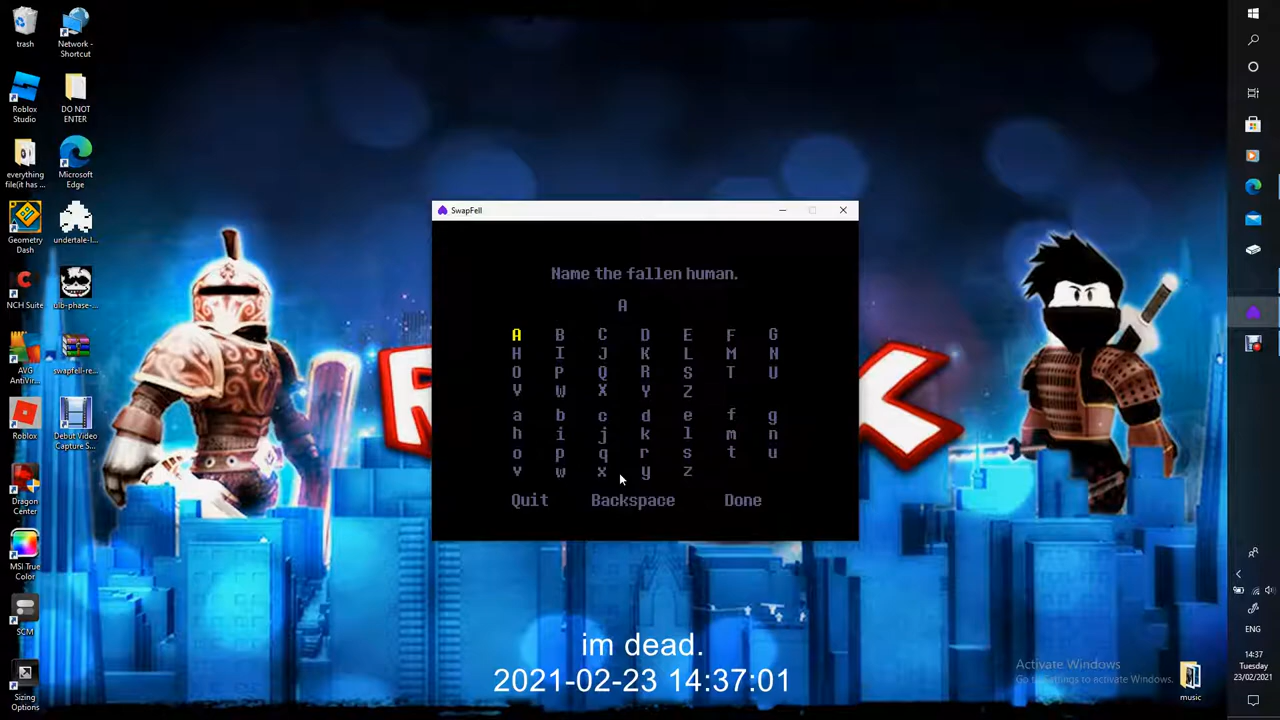 trash
Network -
Shortcut
Roblox
Studio
DO NOT
ENTER
everything
file(it has ...
Microsoft
Edge
Geometry
Dash
undertale-l...
NCH Suite
ulb-phase-...
AVG
AntiVir...
swapfell-re...
Roblox
Debut Video
Capture S...
Dragon
Center
MSI True
Color
SCM
Sizing
Options
SwapFell
Name the fallen human.
A
A B C D E F G
H I J K L M N
O P Q R S T U
V W X Y Z
a b c d e f g
h i j k l m n
o p q r s t u
v w x y z
Quit Backspace Done
R K
im dead.
2021-02-23 14:37:01
Activate Windows
Go to Settings to activate Windows.
music
ENG
14:37
Tuesday
23/02/2021